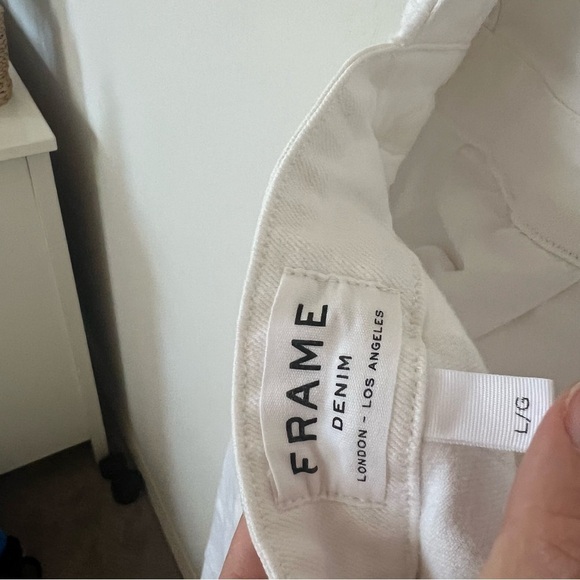 FRAME
DENIM
LONDON - LOS ANGELES
L/G